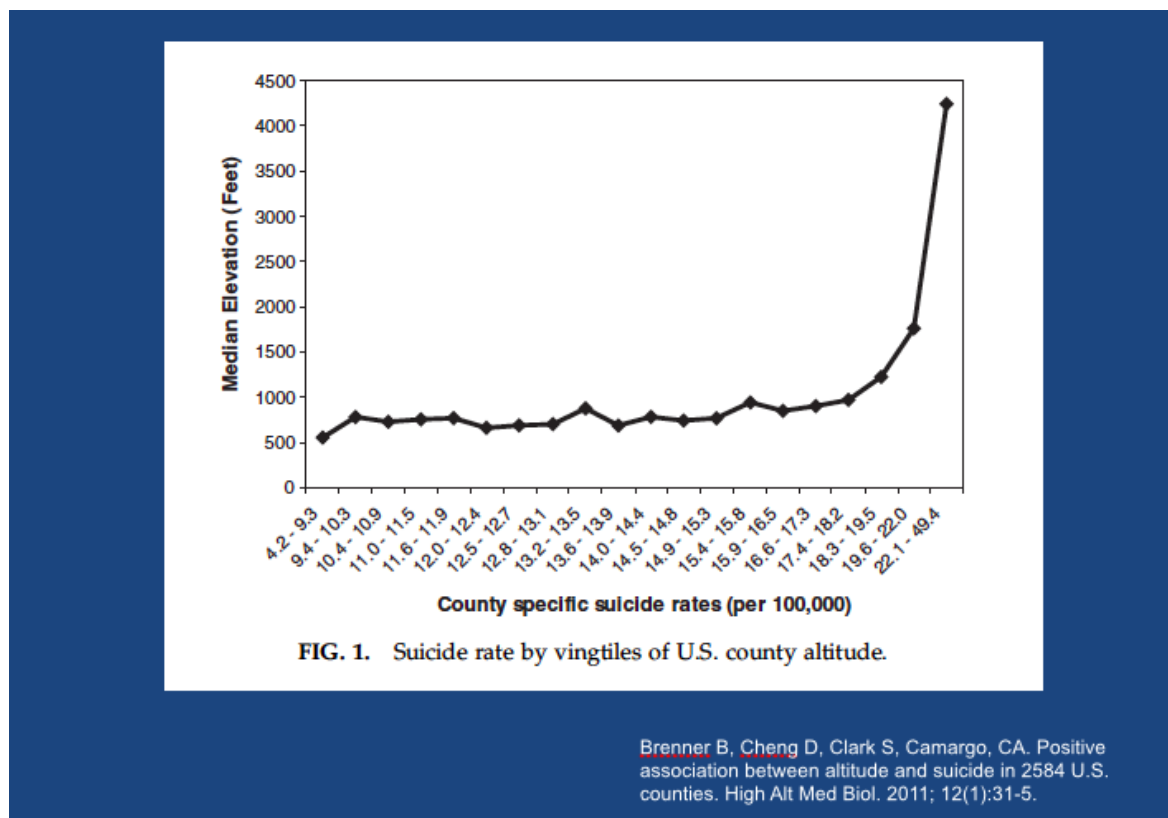 4500
4000
3500
3000
2500
2000
1500
1000
500
0
Median Elevation (Feet)
4.2 - 9.3
9.4 - 10.3
10.4 - 10.9
11.0 - 11.5
11.6 - 11.9
12.0 - 12.4
12.5 - 12.7
12.8 - 13.1
13.2 - 13.5
13.6 - 13.9
14.0 - 14.4
14.5 - 14.8
14.9 - 15.3
15.4 - 15.8
15.9 - 16.5
16.6 - 17.3
17.4 - 18.2
18.3 - 19.5
19.6 - 22.0
22.1 - 49.4
County specific suicide rates (per 100,000)
FIG. 1. Suicide rate by vingtiles of U.S. county altitude.
Brenner B, Cheng D, Clark S, Camargo, CA. Positive
association between altitude and suicide in 2584 U.S.
counties. High Alt Med Biol. 2011; 12(1):31-5.